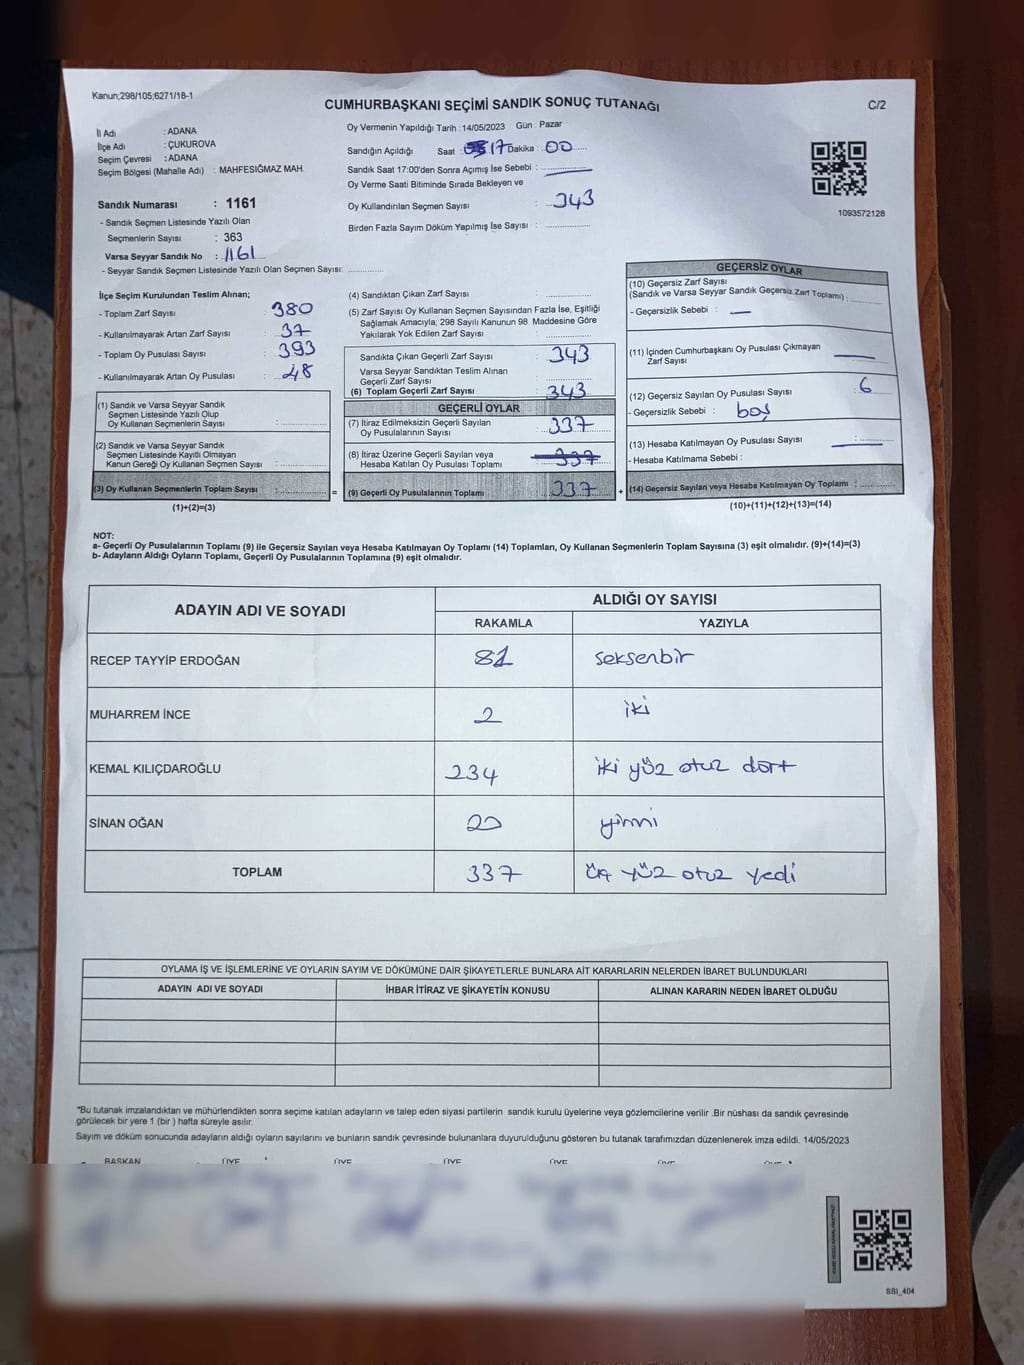 Kanun;298/105;6271/18-1
CUMHURBAŞKANI SEÇİMİ SANDIK SONUÇ TUTANAĞI
C/2
İl Adı : ADANA
İlçe Adı : ÇUKUROVA
Seçim Çevresi : ADANA
Seçim Bölgesi (Mahalle Adı) : MAHFESIĞMAZ MAH.
Sandık Numarası : 1161
- Sandık Seçmen Listesinde Yazılı Olan
Seçmenlerin Sayısı : 363
Varsa Seyyar Sandık No : 1161
- Seyyar Sandık Seçmen Listesinde Yazılı Olan Seçmen Sayısı:
Oy Vermenin Yapıldığı Tarih :14/05/2023 Gün : Pazar
Sandığın Açıldığı Saat : 17 Dakika : 00
Sandık Saat 17:00'den Sonra Açımış İse Sebebi :
Oy Verme Saati Bitiminde Sırada Bekleyen ve
Oy Kullandırılan Seçmen Sayısı : 343
Birden Fazla Sayım Döküm Yapılmış İse Sayısı :
1093572128
İlçe Seçim Kurulundan Teslim Alınan;
- Toplam Zarf Sayısı : 380
- Kullanılmayarak Artan Zarf Sayısı : 37
- Toplam Oy Pusulası Sayısı : 393
- Kullanılmayarak Artan Oy Pusulası : 48
(1) Sandık ve Varsa Seyyar Sandık
Seçmen Listesinde Yazılı Olup
Oy Kullanan Seçmen Sayısı :
(2) Sandık ve Varsa Seyyar Sandık
Seçmen Listesinde Kayıtlı Olmayan
Kanun Gereği Oy Kullanan Seçmen Sayısı :
(3) Oy Kullanan Seçmenlerin Toplam Sayısı :
(1)+(2)=(3)
(4) Sandıktan Çıkan Zarf Sayısı :
(5) Zarf Sayısı Oy Kullanan Seçmen Sayısından Fazla İse, Eşitliği
Sağlamak Amacıyla, 298 Sayılı Kanunun 98. Maddesine Göre
Yakılarak Yok Edilen Zarf Sayısı :
Sandıkta Çıkan Geçerli Zarf Sayısı : 343
Varsa Seyyar Sandıktan Teslim Alınan
Geçerli Zarf Sayısı :
(6) Toplam Geçerli Zarf Sayısı : 343
GEÇERLİ OYLAR
(7) İtiraz Edilmeksizin Geçerli Sayılan
Oy Pusulalarının Sayısı : 337
(8) İtiraz Üzerine Geçerli Sayılan veya
Hesaba Katılan Oy Pusulası Toplamı : 337
= (9) Geçerli Oy Pusulalarının Toplamı : 337 +
GEÇERSİZ OYLAR
(10) Geçersiz Zarf Sayısı
(Sandık ve Varsa Seyyar Sandık Geçersiz Zarf Toplamı) :
- Geçersizlik Sebebi : —
(11) İçinden Cumhurbaşkanı Oy Pusulası Çıkmayan
Zarf Sayısı
(12) Geçersiz Sayılan Oy Pusulası Sayısı : 6
- Geçersizlik Sebebi : boş
(13) Hesaba Katılmayan Oy Pusulası Sayısı :
- Hesaba Katılmama Sebebi :
(14) Geçersiz Sayılan veya Hesaba Katılmayan Oy Toplamı :
(10)+(11)+(12)+(13)=(14)
NOT:
a- Geçerli Oy Pusulalarının Toplamı (9) ile Geçersiz Sayılan veya Hesaba Katılmayan Oy Toplamı (14) Toplamları, Oy Kullanan Seçmenlerin Toplam Sayısına (3) eşit olmalıdır. (9)+(14)=(3)
b- Adayların Aldığı Oyların Toplamı, Geçerli Oy Pusulalarının Toplamına (9) eşit olmalıdır.
ADAYIN ADI VE SOYADI
ALDIĞI OY SAYISI
RAKAMLA YAZIYLA
RECEP TAYYİP ERDOĞAN 81 seksenbir
MUHARREM İNCE 2 iki
KEMAL KILIÇDAROĞLU 234 iki yüz otuz dört
SİNAN OĞAN 20 yirmi
TOPLAM 337 üç yüz otuz yedi
OYLAMA İŞ VE İŞLEMLERİNE VE OYLARIN SAYIM VE DÖKÜMÜNE DAİR ŞİKAYETLERLE BUNLARA AİT KARARLARIN NELERDEN İBARET BULUNDUKLARI
ADAYIN ADI VE SOYADI İHBAR İTİRAZ VE ŞİKAYETİN KONUSU ALINAN KARARIN NEDEN İBARET OLDUĞU
*Bu tutanak imzalandıktan ve mühürlendikten sonra seçime katılan adayların ve talep eden siyasi partilerin sandık kurulu üyelerine veya gözlemcilerine verilir .Bir nüshası da sandık çevresinde
görülecek bir yere 1 (bir ) hafta süreyle asılır.
Sayım ve döküm sonucunda adayların aldığı oyların sayılarını ve bunların sandık çevresinde bulunanlara duyurulduğunu gösteren bu tutanak tarafımızdan düzenlenerek imza edildi. 14/05/2023
BAŞKAN ÜYE ÜYE ÜYE ÜYE ÜYE ÜYE
SSI_404